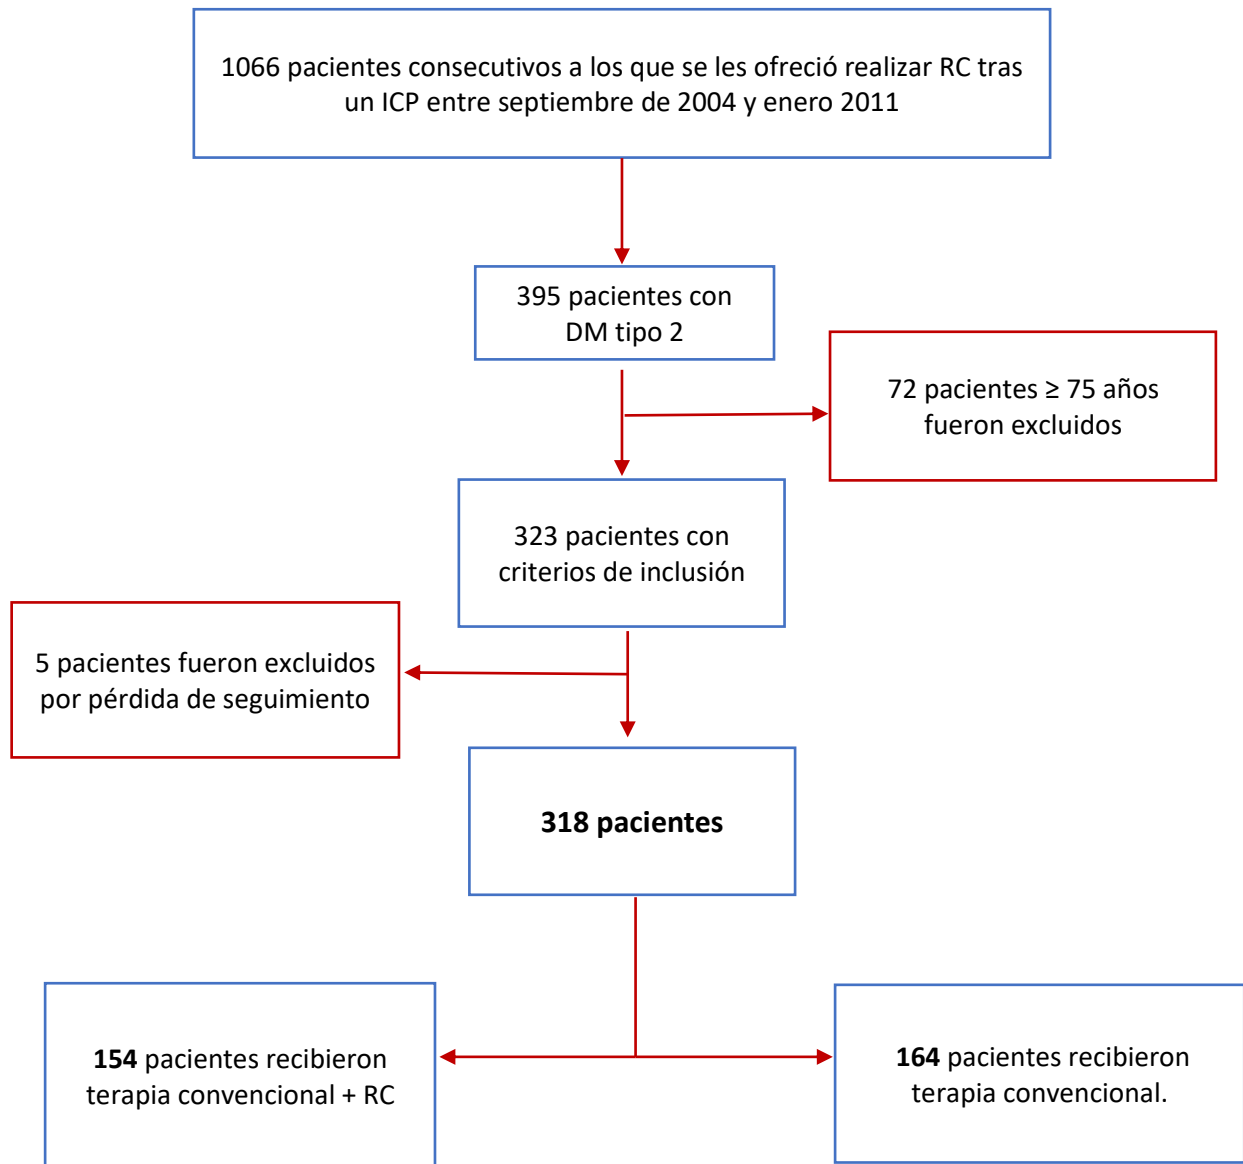 1066 pacientes consecutivos a los que se les ofreció realizar RC tras
un ICP entre septiembre de 2004 y enero 2011
395 pacientes con
DM tipo 2
72 pacientes ≥ 75 años
fueron excluidos
323 pacientes con
criterios de inclusión
5 pacientes fueron excluidos
por pérdida de seguimiento
318 pacientes
154 pacientes recibieron
terapia convencional + RC
164 pacientes recibieron
terapia convencional.